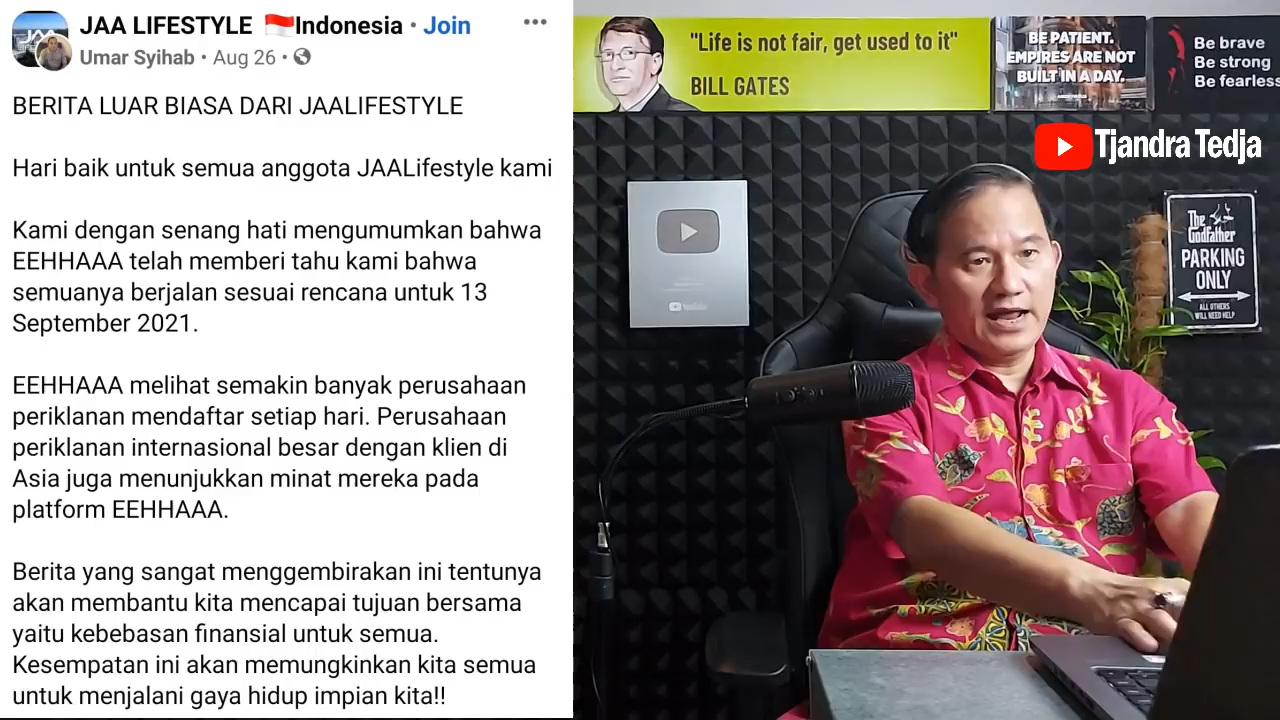 JAA LIFESTYLE 🇮🇩Indonesia • Join
Umar Syihab • Aug 26 •
BERITA LUAR BIASA DARI JAALIFESTYLE
Hari baik untuk semua anggota JAALifestyle kami
Kami dengan senang hati mengumumkan bahwa
EEHHAAA telah memberi tahu kami bahwa
semuanya berjalan sesuai rencana untuk 13
September 2021.
EEHHAAA melihat semakin banyak perusahaan
periklanan mendaftar setiap hari. Perusahaan
periklanan internasional besar dengan klien di
Asia juga menunjukkan minat mereka pada
platform EEHHAAA.
Berita yang sangat menggembirakan ini tentunya
akan membantu kita mencapai tujuan bersama
yaitu kebebasan finansial untuk semua.
Kesempatan ini akan memungkinkan kita semua
untuk menjalani gaya hidup impian kita!!
"Life is not fair, get used to it"
BILL GATES
BE PATIENT.
EMPIRES ARE NOT
BUILT IN A DAY.
Be brave
Be strong
Be fearless
Tjandra Tedja
The
Godfather
PARKING
ONLY
ALL OTHERS
WILL NEED HELP
YouTube